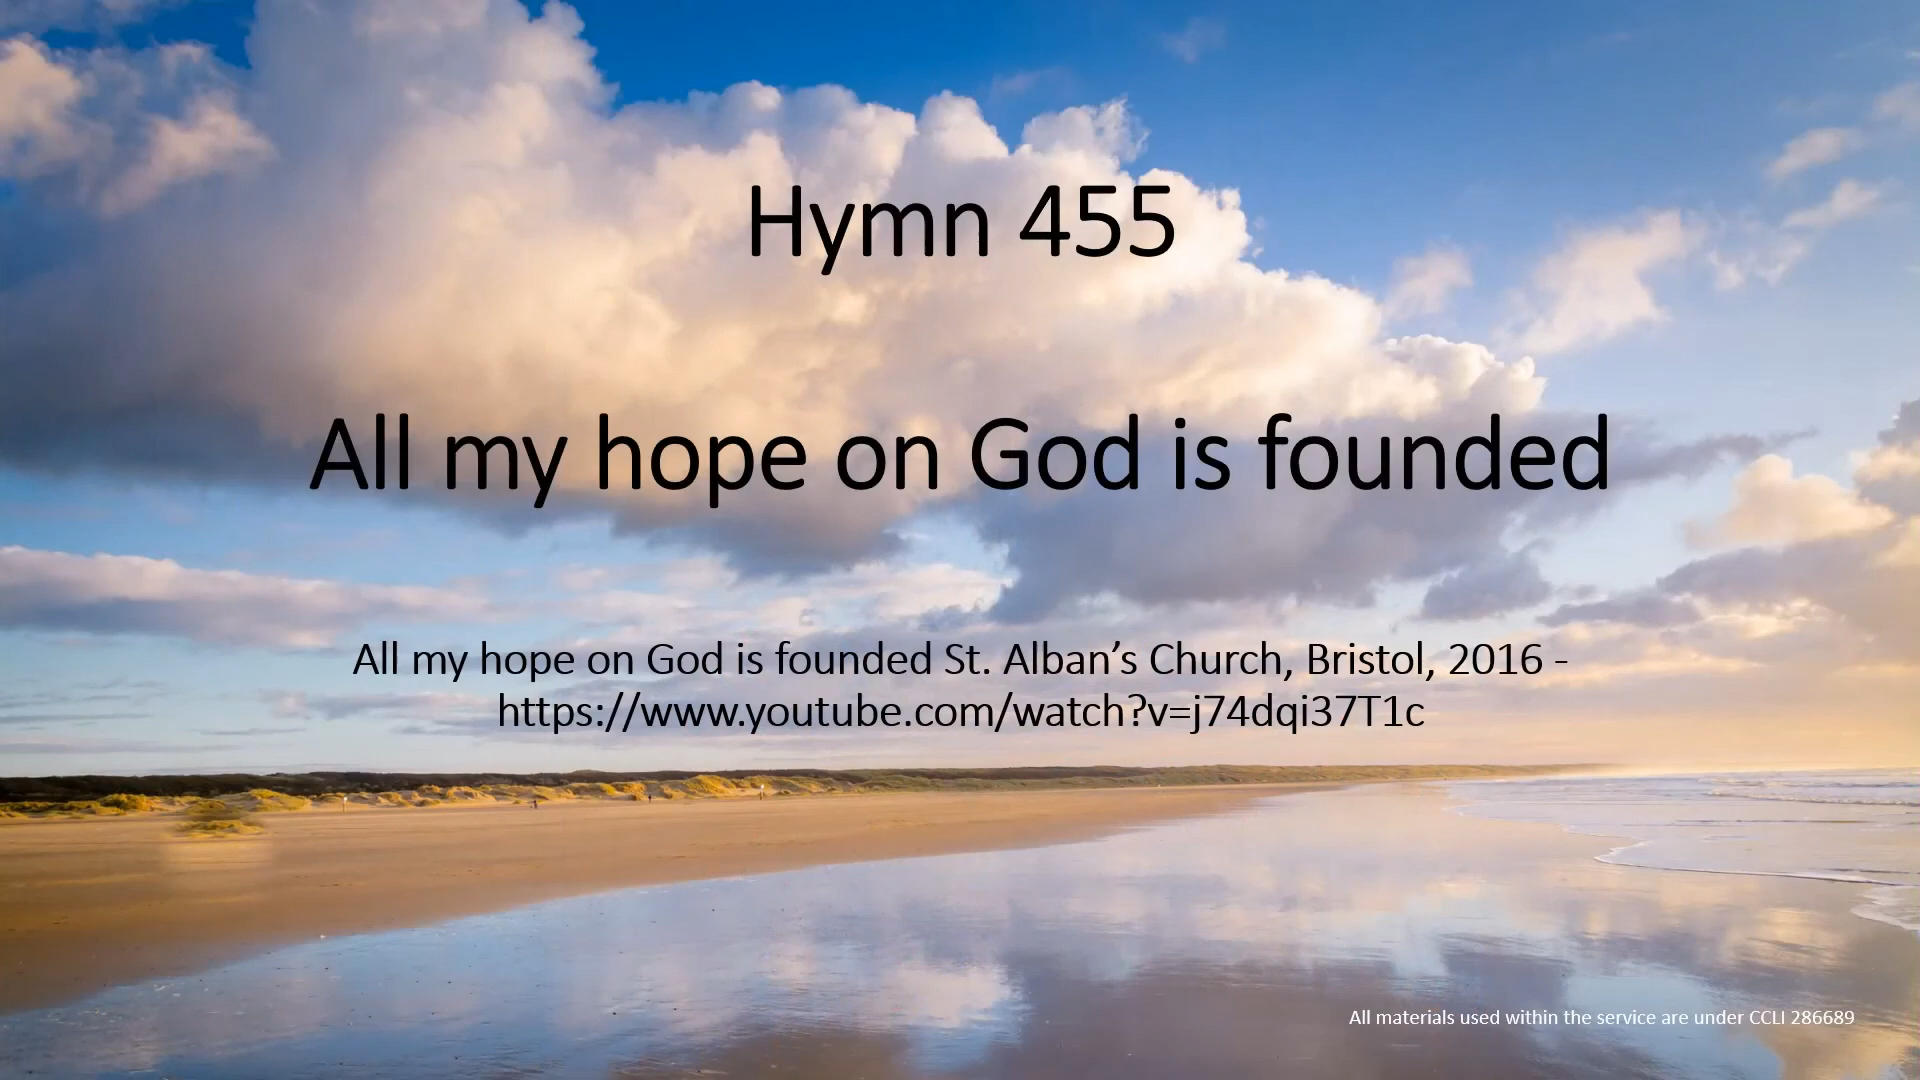 Hymn 455
All my hope on God is founded
All my hope on God is founded St. Alban’s Church, Bristol, 2016 -
https://www.youtube.com/watch?v=j74dqi37T1c
All materials used within the service are under CCLI 286689